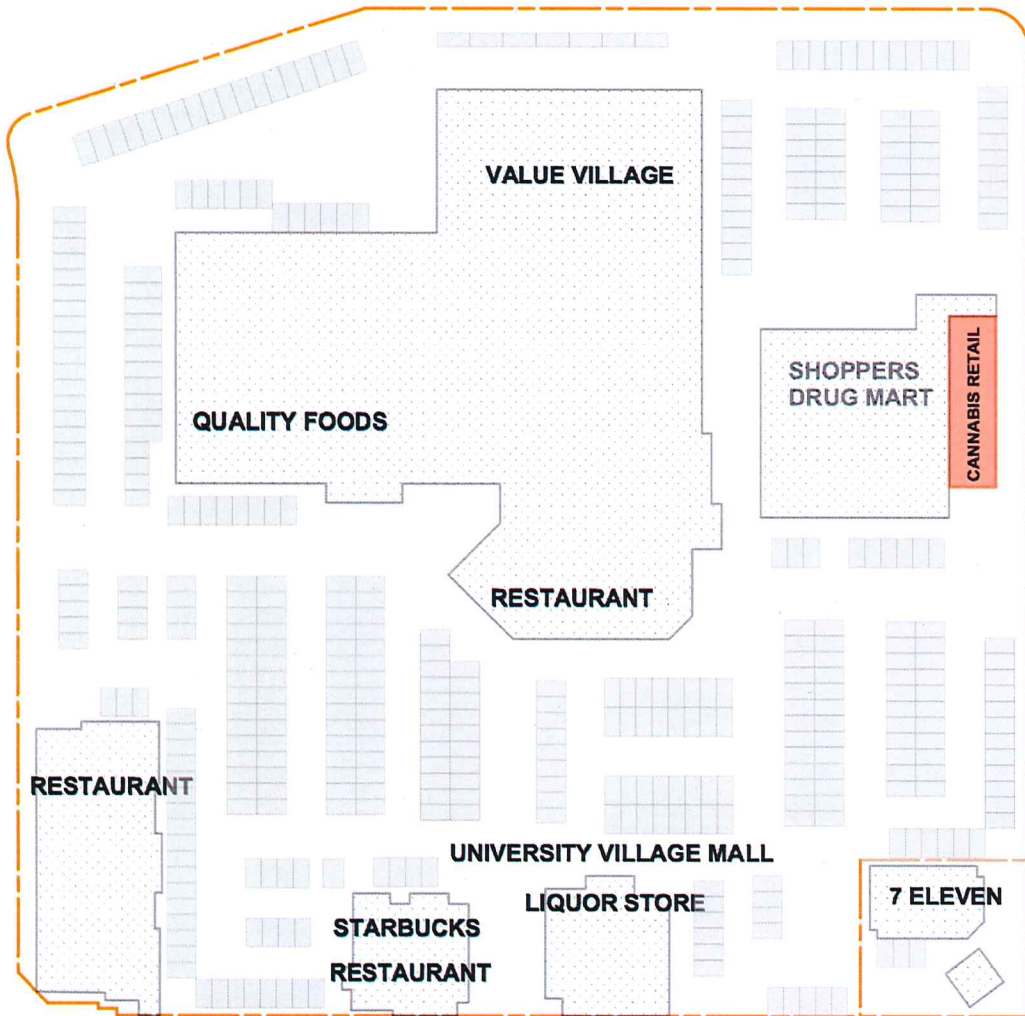 VALUE VILLAGE
SHOPPERS
DRUG MART
CANNABIS RETAIL
QUALITY FOODS
RESTAURANT
RESTAURANT
UNIVERSITY VILLAGE MALL
LIQUOR STORE
7 ELEVEN
STARBUCKS
RESTAURANT